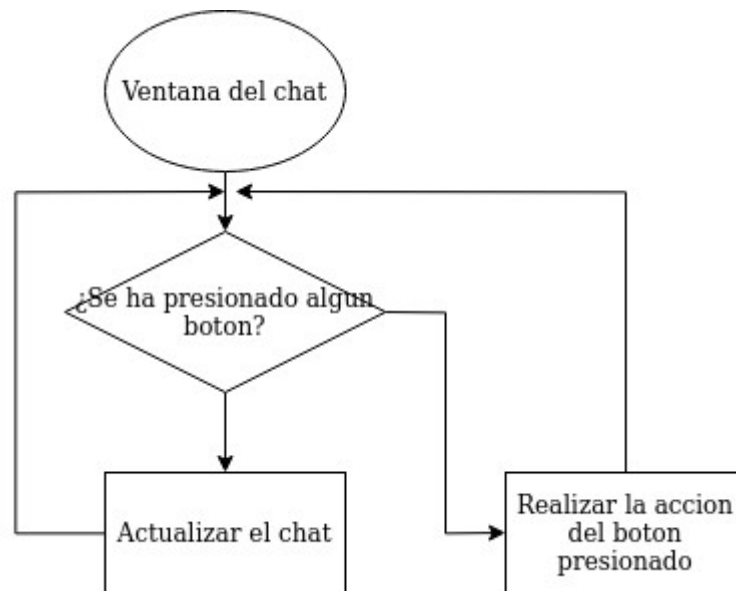 Ventana del chat
¿Se ha presionado algun
boton?
Actualizar el chat
Realizar la accion
del boton
presionado